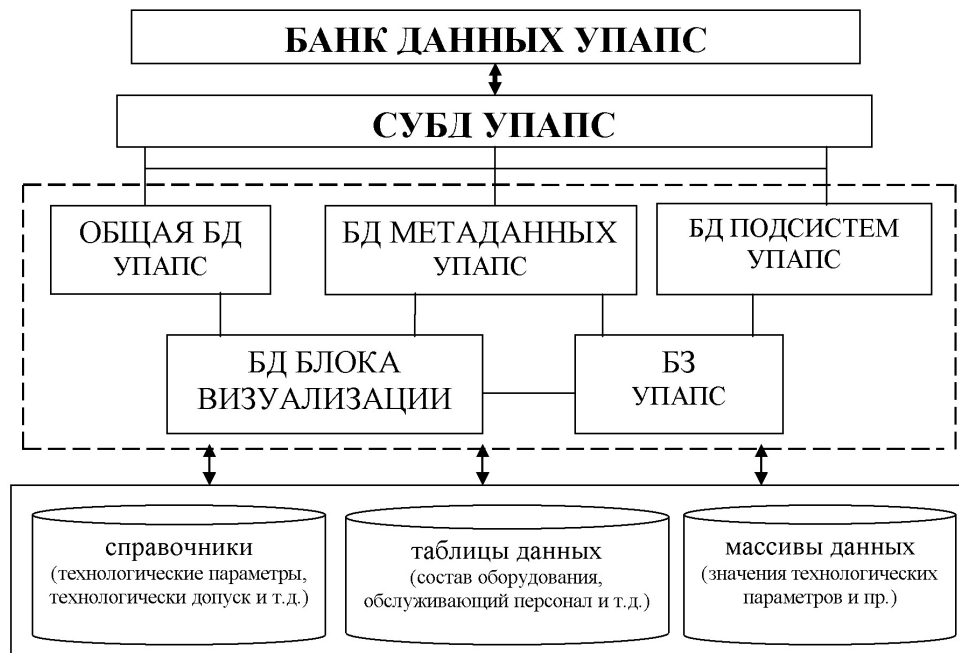 БАНК ДАННЫХ УПАПС
СУБД УПАПС
ОБЩАЯ БД
УПАПС
БД МЕТАДАННЫХ
УПАПС
БД ПОДСИСТЕМ
УПАПС
БД БЛОКА
ВИЗУАЛИЗАЦИИ
БЗ
УПАПС
справочники
(технологические параметры,
технологически допуск и т.д.)
таблицы данных
(состав оборудования,
обслуживающий персонал и т.д.)
массивы данных
(значения технологических
параметров и пр.)